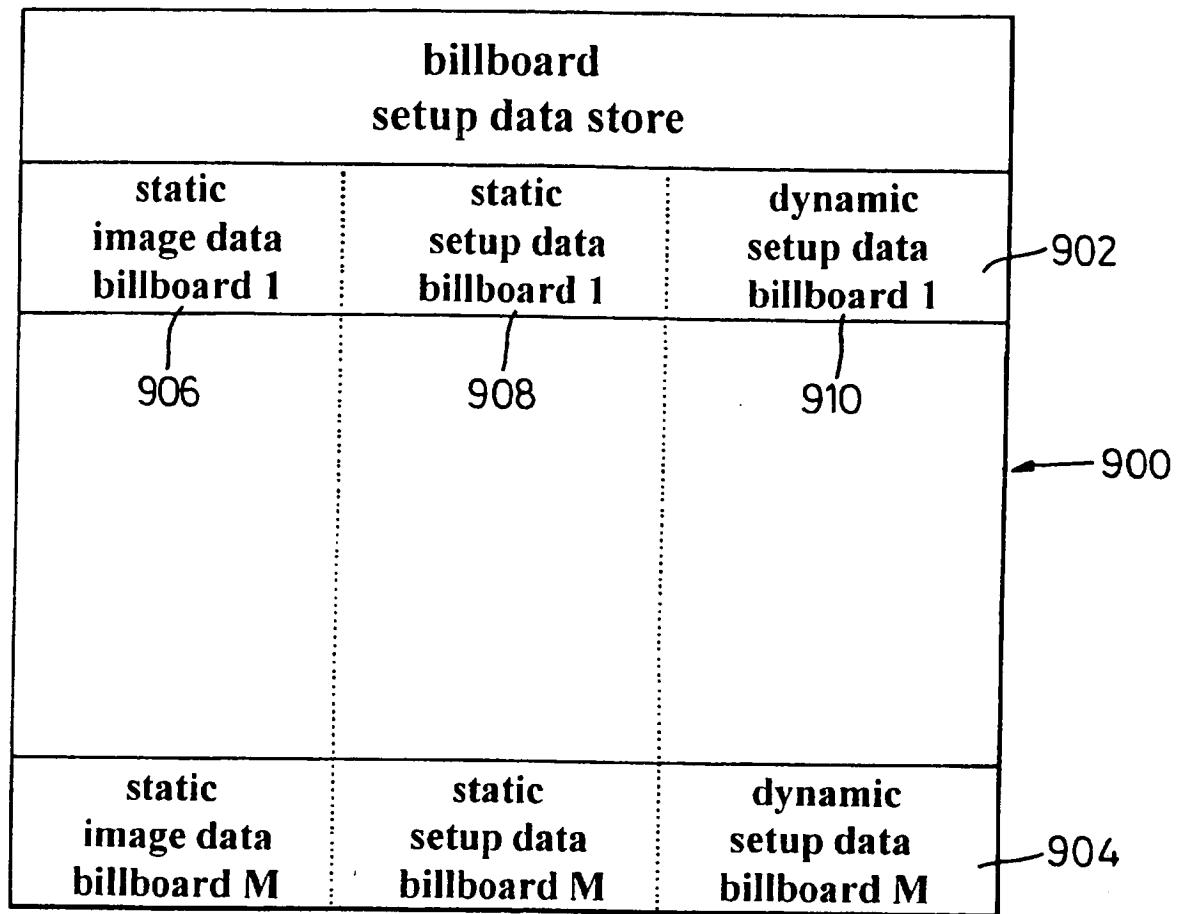 billboard
setup data store
static
image data
billboard 1
static
setup data
billboard 1
dynamic
setup data
billboard 1
902
906
908
910
900
static
image data
billboard M
static
setup data
billboard M
dynamic
setup data
billboard M
904